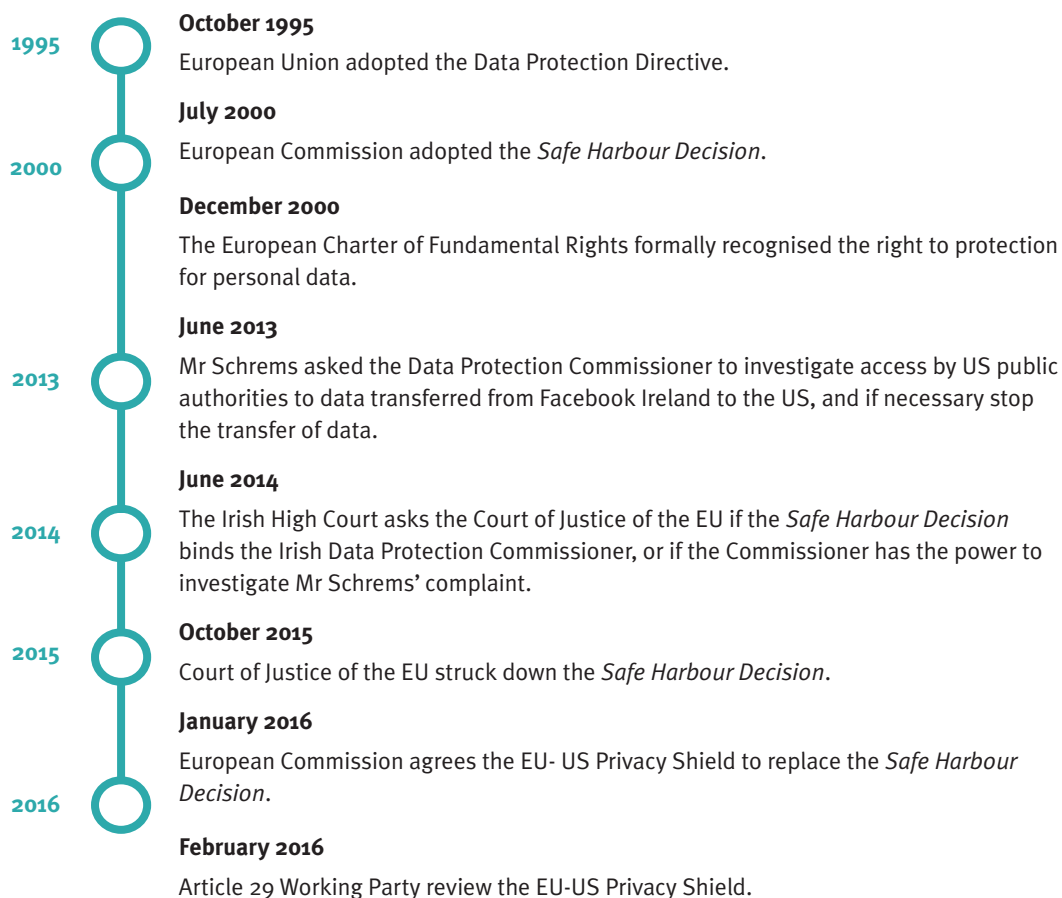 October 1995
1995
European Union adopted the Data Protection Directive.
July 2000
European Commission adopted the Safe Harbour Decision.
2000
December 2000
The European Charter of Fundamental Rights formally recognised the right to protection
for personal data.
June 2013
2013
Mr Schrems asked the Data Protection Commissioner to investigate access by US public
authorities to data transferred from Facebook Ireland to the US, and if necessary stop
the transfer of data.
June 2014
2014
The Irish High Court asks the Court of Justice of the EU if the Safe Harbour Decision
binds the Irish Data Protection Commissioner, or if the Commissioner has the power to
investigate Mr Schrems’ complaint.
October 2015
2015
Court of Justice of the EU struck down the Safe Harbour Decision.
January 2016
European Commission agrees the EU- US Privacy Shield to replace the Safe Harbour
Decision.
2016
February 2016
Article 29 Working Party review the EU-US Privacy Shield.